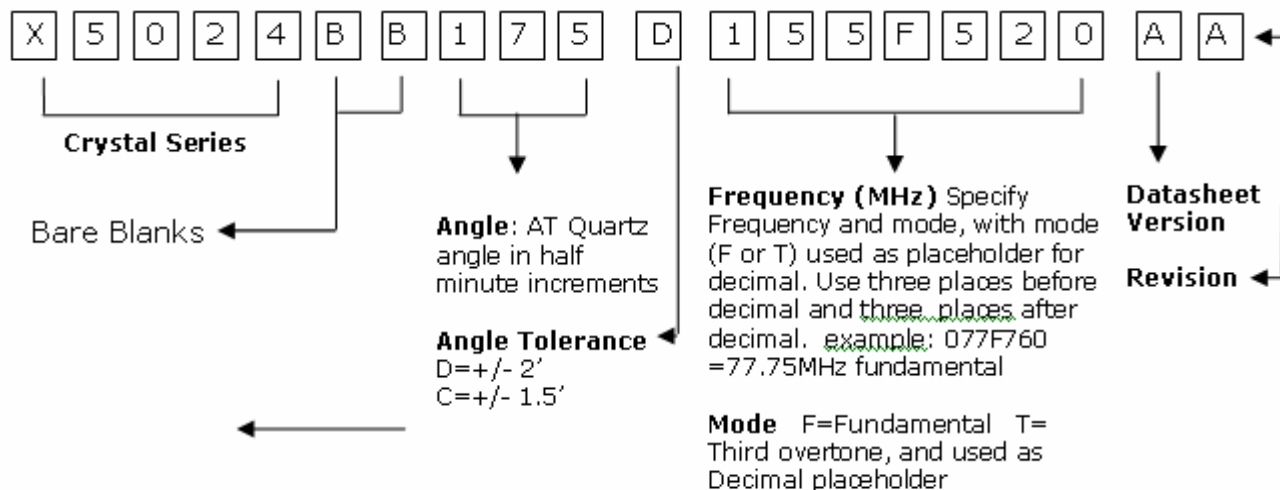 X 5 0 2 4 B B 1 7 5 D 1 5 5 F 5 2 0 A A
Crystal Series
Bare Blanks
Angle: AT Quartz
angle in half
minute increments
Angle Tolerance
D=+/- 2'
C=+/- 1.5'
Frequency (MHz) Specify
Frequency and mode, with mode
(F or T) used as placeholder for
decimal. Use three places before
decimal and three places after
decimal. example: 077F760
=77.75MHz fundamental
Mode F=Fundamental T=
Third overtone, and used as
Decimal placeholder
Datasheet
Version
Revision